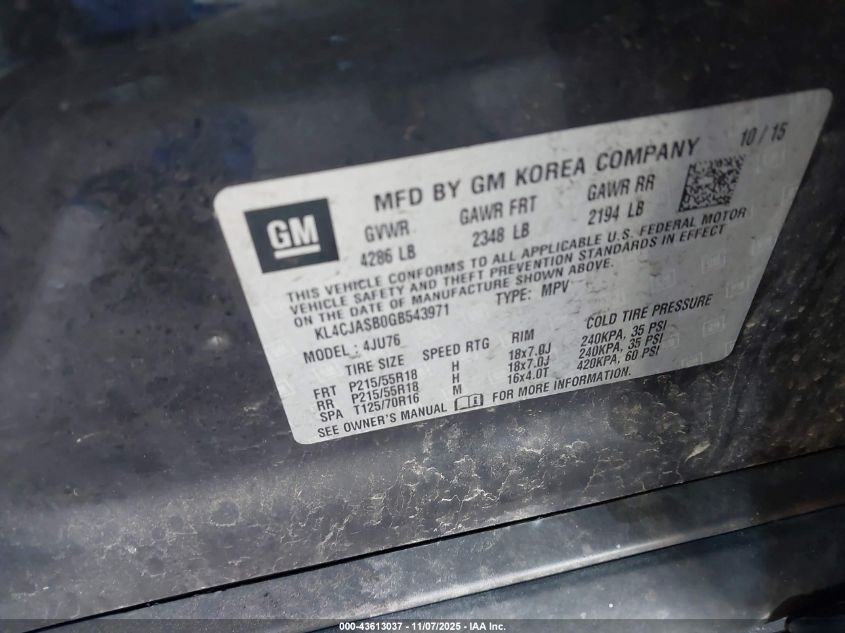 MFD BY GM KOREA COMPANY 10 / 15
GM
GVWR GAWR FRT GAWR RR
4286 LB 2348 LB 2194 LB
THIS VEHICLE CONFORMS TO ALL APPLICABLE U.S. FEDERAL MOTOR
VEHICLE SAFETY AND THEFT PREVENTION STANDARDS IN EFFECT
ON THE DATE OF MANUFACTURE SHOWN ABOVE.
KL4CJASB0GB543971 TYPE: MPV
MODEL: 4JU76
TIRE SIZE SPEED RTG RIM COLD TIRE PRESSURE
FRT P215/55R18 H 18x7.0J 240KPA, 35 PSI
RR P215/55R18 H 18x7.0J 240KPA, 35 PSI
SPA T125/70R16 M 16x4.0T 420KPA, 60 PSI
SEE OWNER'S MANUAL FOR MORE INFORMATION.
000-43613037 - 11/07/2025 - IAA Inc.